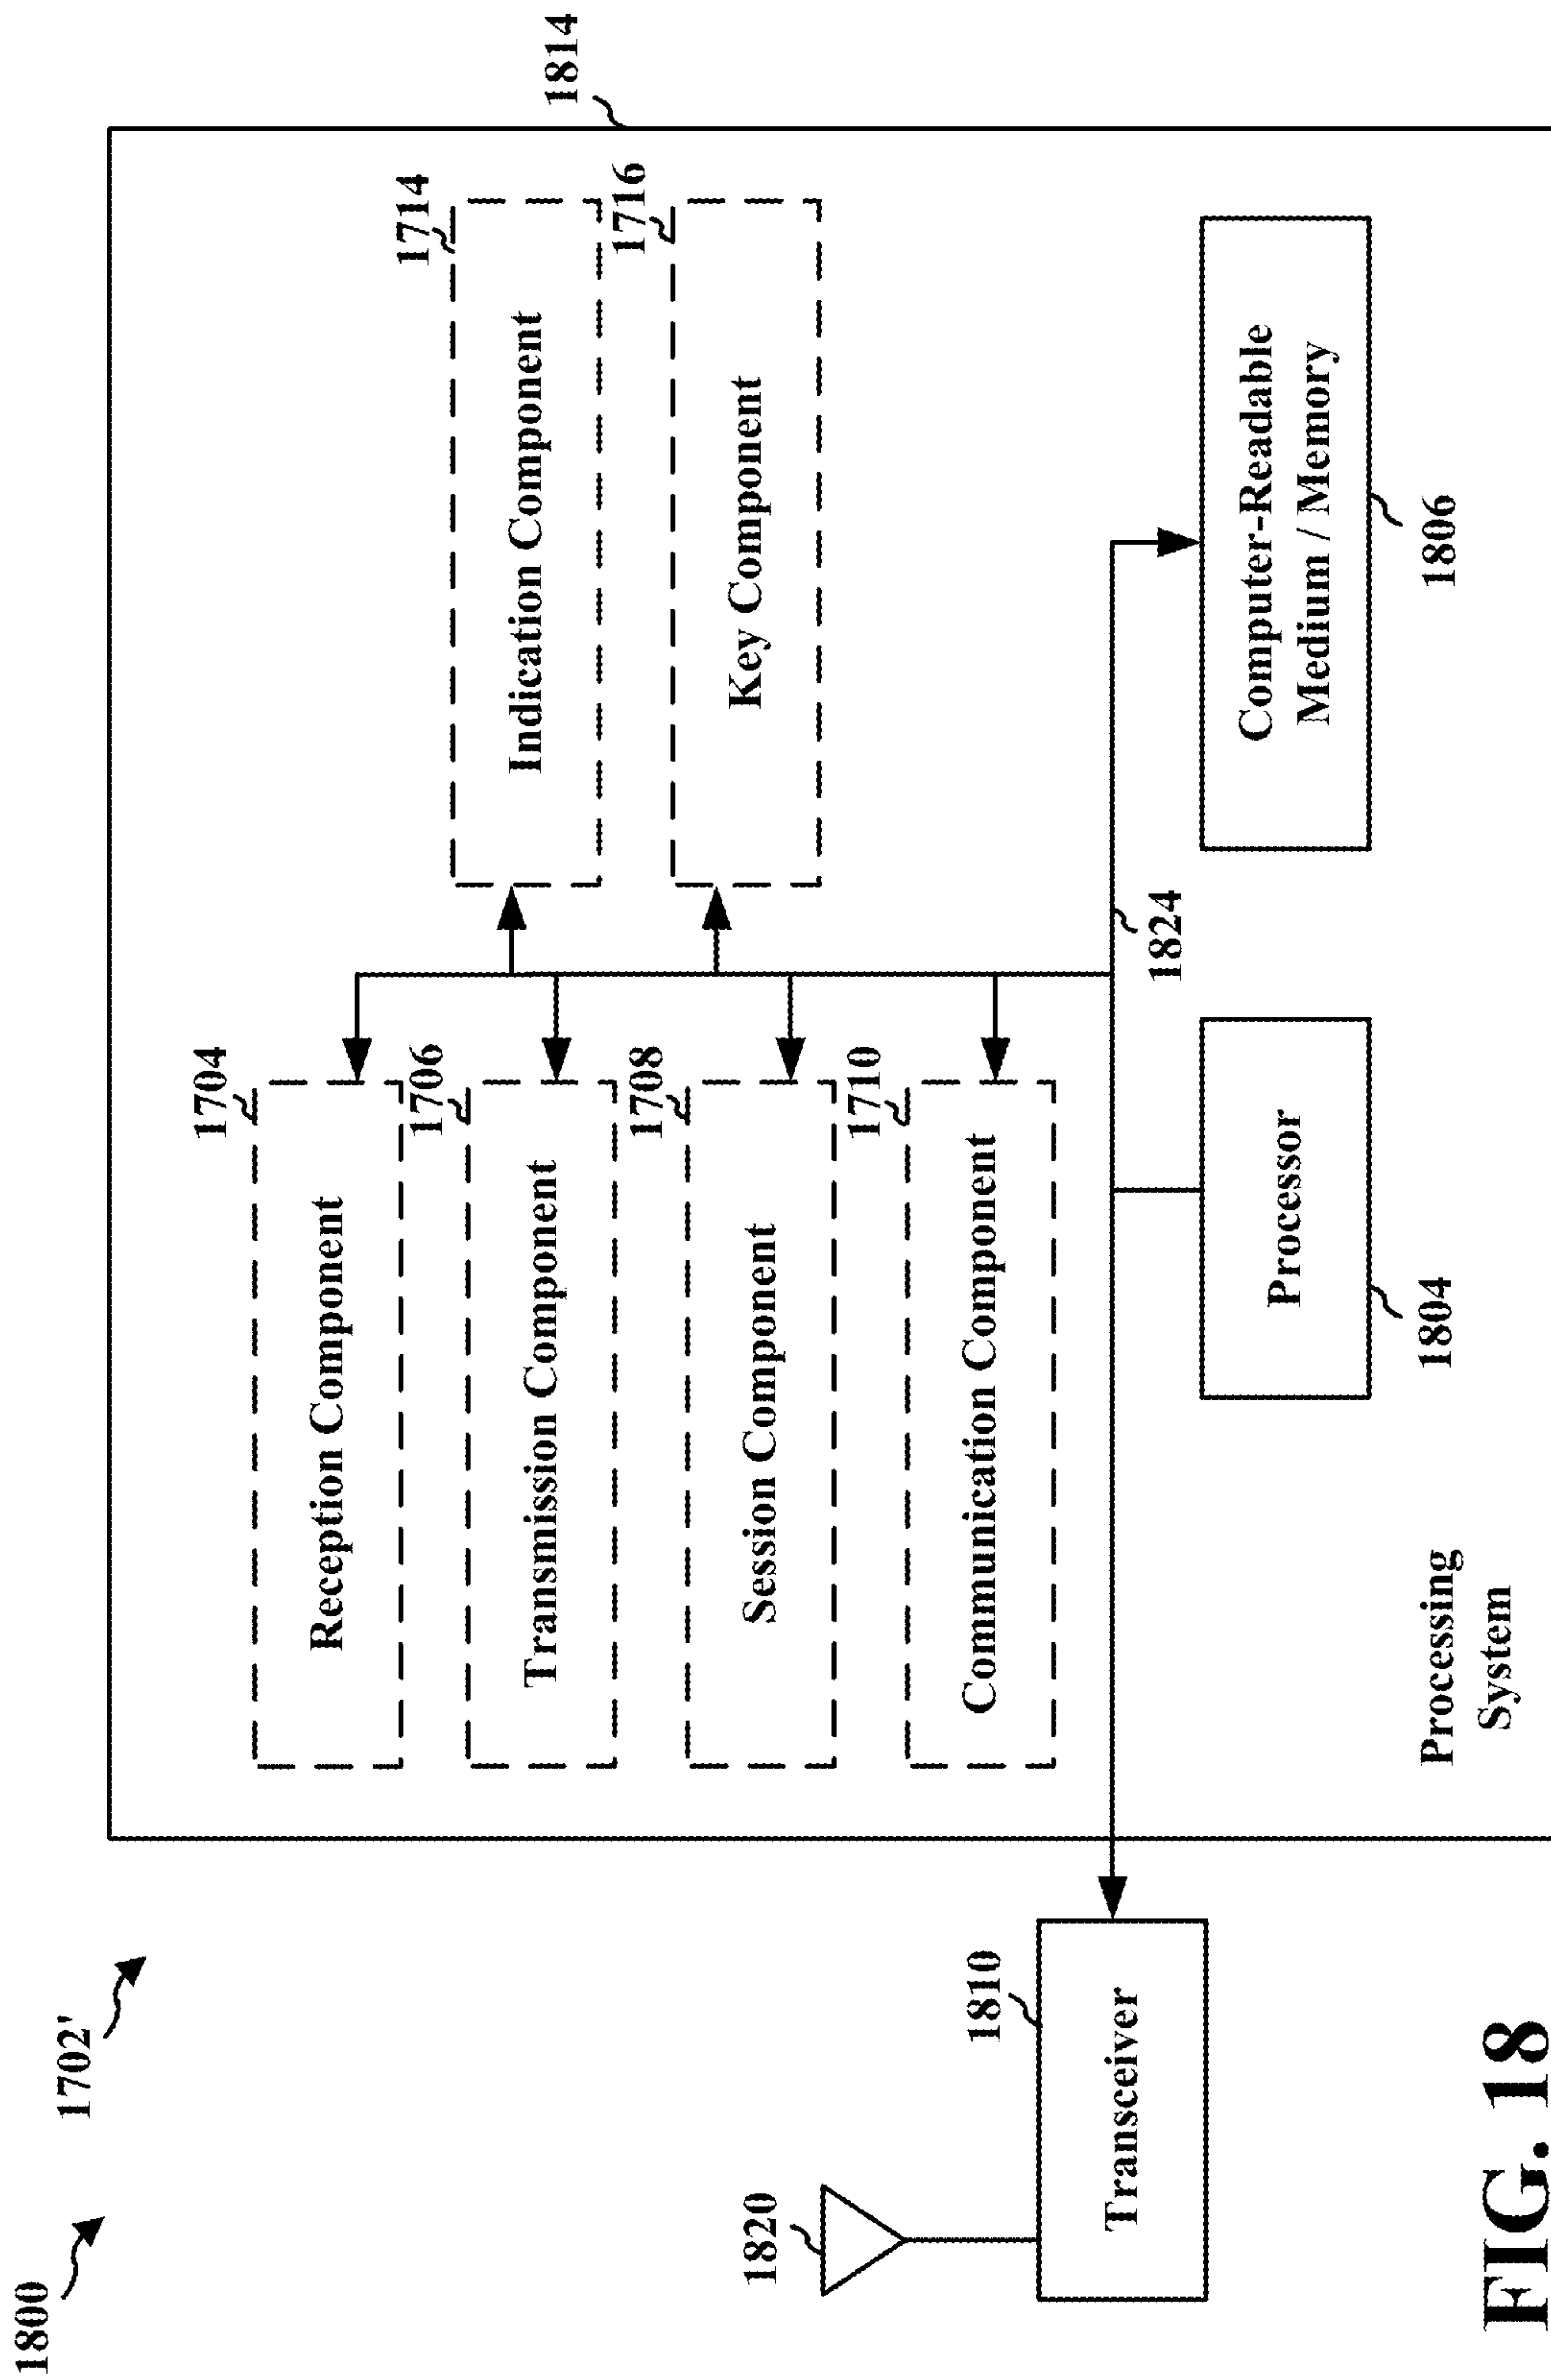 1800
1702'
1814
1704
Reception Component
1706
Transmission Component
1708
Session Component
1710
Communication Component
1714
Indication Component
1716
Key Component
1824
1820
1810
Transceiver
Processor
1804
Computer-Readable
Medium / Memory
1806
Processing
System
FIG. 18